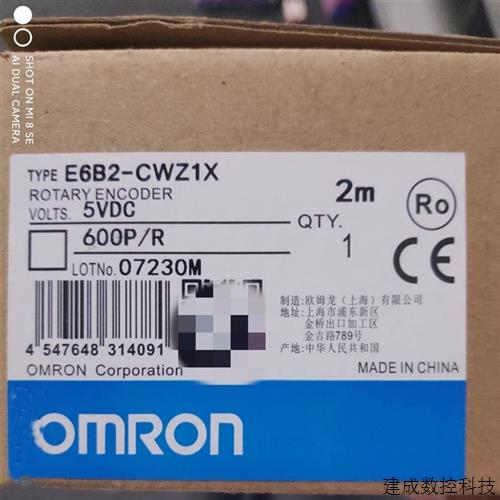 SHOT ON MI 8 SE
AI DUAL CAMERA
TYPE E6B2-CWZ1X
ROTARY ENCODER
VOLTS. 5VDC
2m
Ro
600P/R
QTY.
1
CE
LOTNo. 07230M
制造: 欧姆龙（上海）有限公司
地址: 上海市浦东新区
金桥出口加工区
金吉路789号
产地: 中华人民共和国
4 547648 314091
OMRON Corporation
MADE IN CHINA
OMRON
建成数控科技